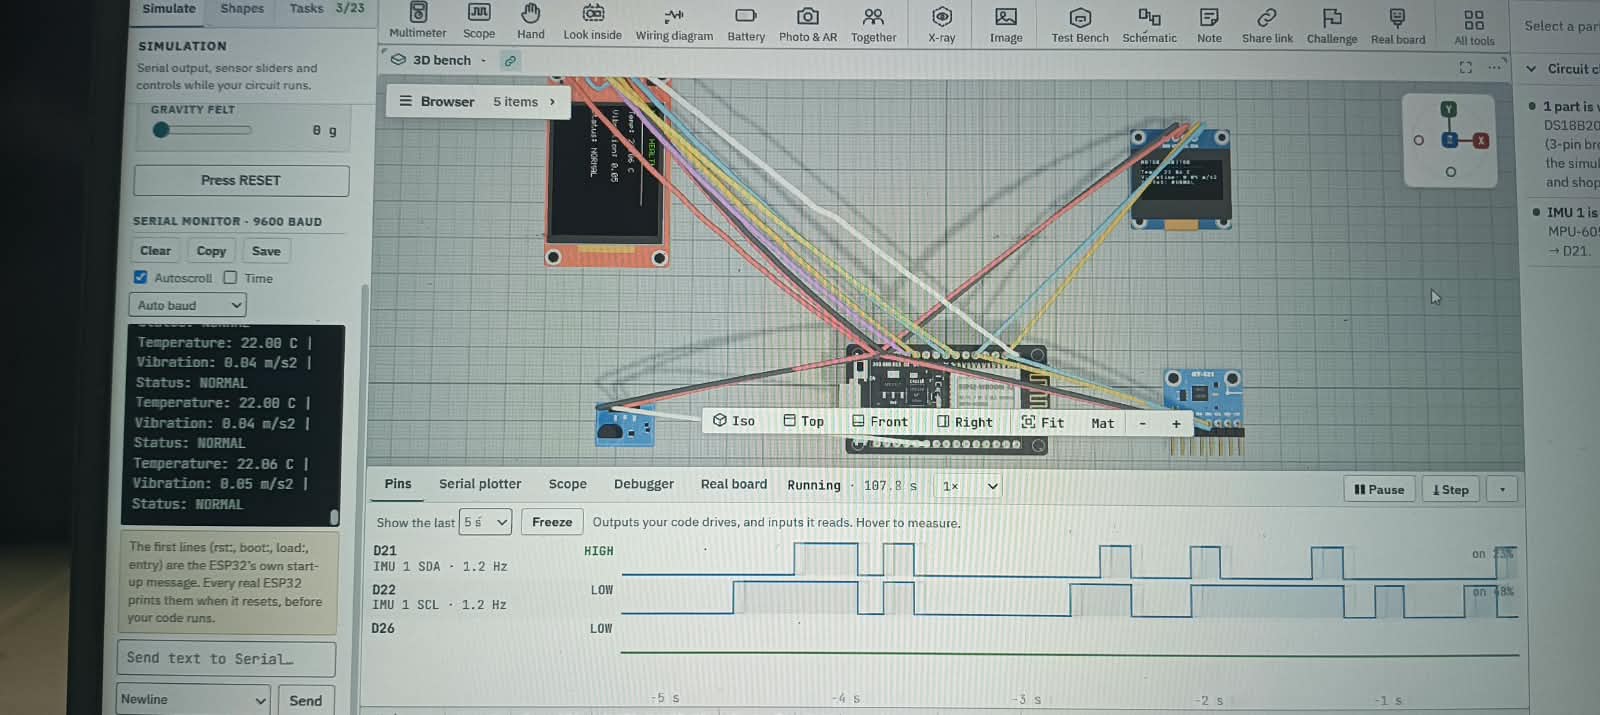 Simulate Shapes Tasks 3/23
Multimeter Scope Hand Look inside Wiring diagram Battery Photo & AR Together X-ray Image Test Bench Schematic Note Share link Challenge Real board All tools
Select a par
SIMULATION
Serial output, sensor sliders and
controls while your circuit runs.
GRAVITY FELT
0 g
Press RESET
SERIAL MONITOR - 9600 BAUD
Clear Copy Save
Autoscroll Time
Auto baud
Temperature: 22.00 C |
Vibration: 0.04 m/s2 |
Status: NORMAL
Temperature: 22.00 C |
Vibration: 0.04 m/s2 |
Status: NORMAL
Temperature: 22.06 C |
Vibration: 0.05 m/s2 |
Status: NORMAL
The first lines (rst:, boot:, load:,
entry) are the ESP32's own start-
up message. Every real ESP32
prints them when it resets, before
your code runs.
Send text to Serial…
Newline Send
3D bench
Browser 5 items
Y
Z
X
Iso Top Front Right Fit Mat - +
Circuit c
1 part is
DS18B20
(3-pin br
the simu
and shop
IMU 1 is
MPU-60
→ D21.
Pins Serial plotter Scope Debugger Real board Running · 107.8 s 1× Pause Step
Show the last 5 s Freeze Outputs your code drives, and inputs it reads. Hover to measure.
D21 HIGH
IMU 1 SDA · 1.2 Hz
D22 LOW
IMU 1 SCL · 1.2 Hz
D26 LOW
-5 s -4 s -3 s -2 s -1 s